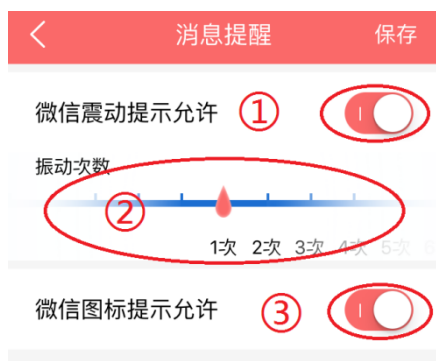 消息提醒 保存
微信震动提示允许 ①
振动次数
②
1次 2次 3次 4次 5次
微信图标提示允许 ③